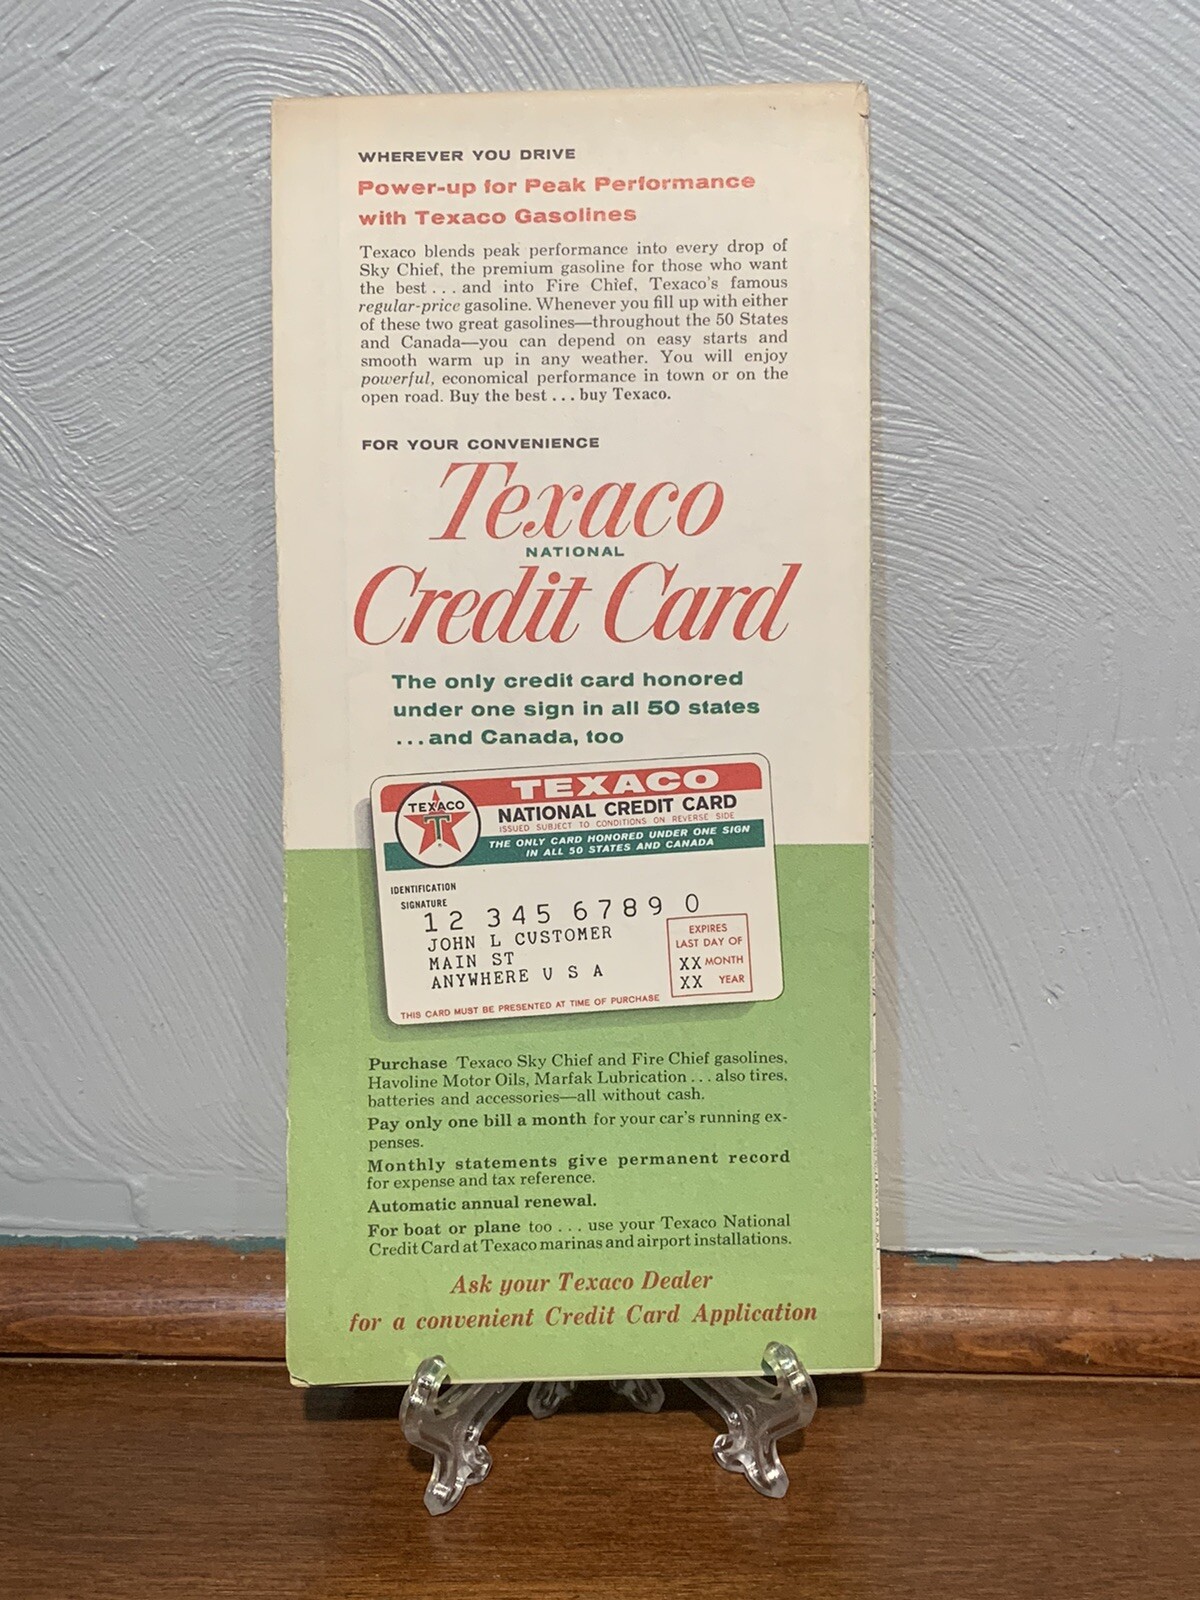 WHEREVER YOU DRIVE
Power-up for Peak Performance
with Texaco Gasolines
Texaco blends peak performance into every drop of
Sky Chief, the premium gasoline for those who want
the best . . . and into Fire Chief, Texaco's famous
regular-price gasoline. Whenever you fill up with either
of these two great gasolines—throughout the 50 States
and Canada—you can depend on easy starts and
smooth warm up in any weather. You will enjoy
powerful, economical performance in town or on the
open road. Buy the best . . . buy Texaco.
FOR YOUR CONVENIENCE
Texaco
NATIONAL
Credit Card
The only credit card honored
under one sign in all 50 states
...and Canada, too
TEXACO
TEXACO
T
NATIONAL CREDIT CARD
ISSUED SUBJECT TO CONDITIONS ON REVERSE SIDE
THE ONLY CARD HONORED UNDER ONE SIGN
IN ALL 50 STATES AND CANADA
IDENTIFICATION
SIGNATURE
12 345 6789 0
JOHN L CUSTOMER
MAIN ST
ANYWHERE U S A
EXPIRES
LAST DAY OF
XX MONTH
XX YEAR
THIS CARD MUST BE PRESENTED AT TIME OF PURCHASE
Purchase Texaco Sky Chief and Fire Chief gasolines,
Havoline Motor Oils, Marfak Lubrication . . . also tires,
batteries and accessories—all without cash.
Pay only one bill a month for your car's running ex-
penses.
Monthly statements give permanent record
for expense and tax reference.
Automatic annual renewal.
For boat or plane too . . . use your Texaco National
Credit Card at Texaco marinas and airport installations.
Ask your Texaco Dealer
for a convenient Credit Card Application